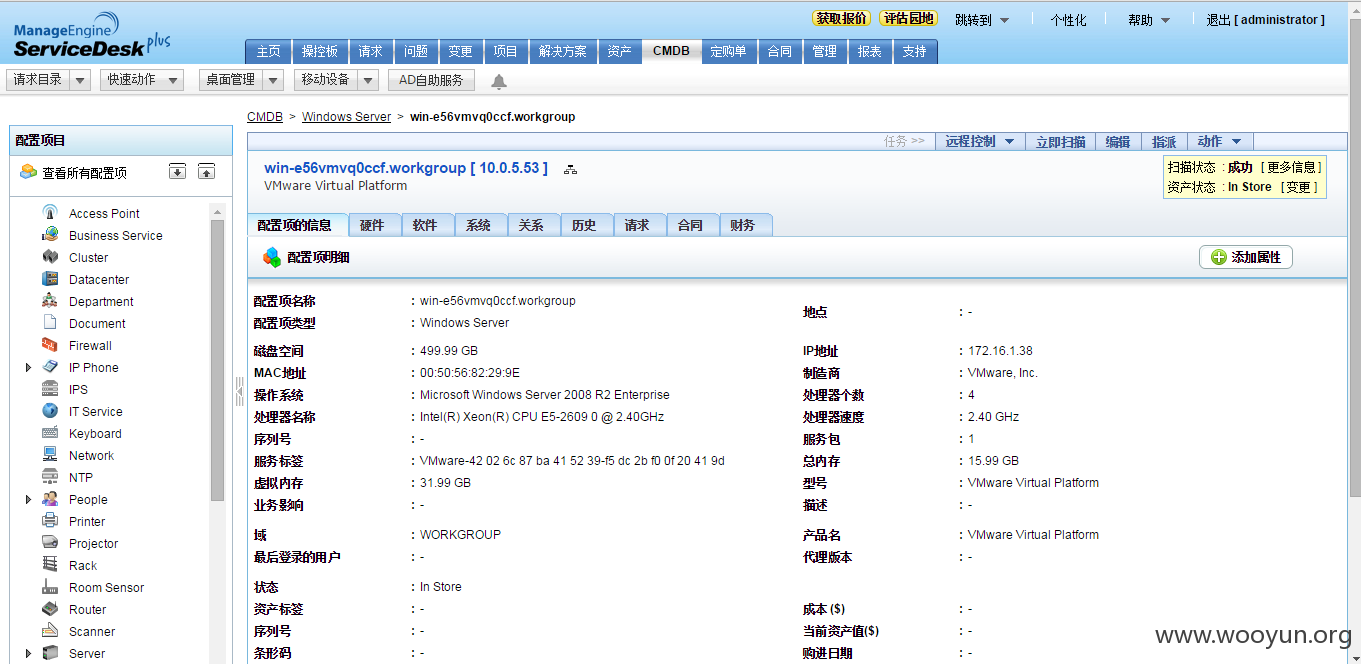 ManageEngine
ServiceDesk plus
获取报价 评估园地 跳转到 个性化 帮助 退出 [ administrator ]
主页 操控板 请求 问题 变更 项目 解决方案 资产 CMDB 定购单 合同 管理 报表 支持
请求目录 快速动作 桌面管理 移动设备 AD自助服务
CMDB > Windows Server > win-e56vmvq0ccf.workgroup
配置项目
任务 >> 远程控制 立即扫描 编辑 指派 动作
查看所有配置项
win-e56vmvq0ccf.workgroup [ 10.0.5.53 ]
VMware Virtual Platform
扫描状态 : 成功 [ 更多信息 ]
资产状态 : In Store [ 变更 ]
配置项的信息 硬件 软件 系统 关系 历史 请求 合同 财务
配置项明细 添加属性
Access Point
Business Service
Cluster
Datacenter
Department
Document
Firewall
IP Phone
IPS
IT Service
Keyboard
Network
NTP
People
Printer
Projector
Rack
Room Sensor
Router
Scanner
Server
配置项名称 : win-e56vmvq0ccf.workgroup
地点 : -
配置项类型 : Windows Server
磁盘空间 : 499.99 GB IP地址 : 172.16.1.38
MAC地址 : 00:50:56:82:29:9E 制造商 : VMware, Inc.
操作系统 : Microsoft Windows Server 2008 R2 Enterprise 处理器个数 : 4
处理器名称 : Intel(R) Xeon(R) CPU E5-2609 0 @ 2.40GHz 处理器速度 : 2.40 GHz
序列号 : - 服务包 : 1
服务标签 : VMware-42 02 6c 87 ba 41 52 39-f5 dc 2b f0 0f 20 41 9d 总内存 : 15.99 GB
虚拟内存 : 31.99 GB 型号 : VMware Virtual Platform
业务影响 : - 描述 : -
域 : WORKGROUP 产品名 : VMware Virtual Platform
最后登录的用户 : - 代理版本 : -
状态 : In Store
资产标签 : - 成本 ($) : -
序列号 : - 当前资产值($) : -
条形码 : - 购进日期 : -
www.wooyun.org